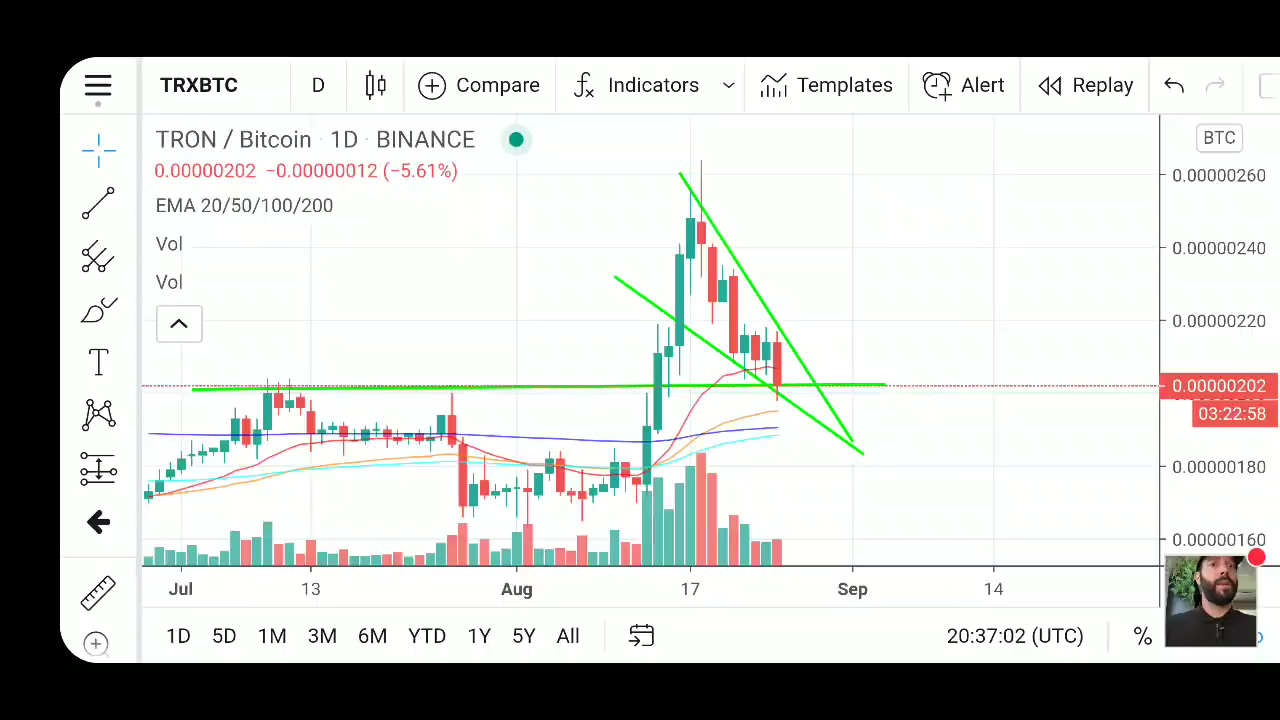 TRXBTC D Compare Indicators Templates Alert Replay
TRON / Bitcoin · 1D · BINANCE
BTC
0.00000202 −0.00000012 (−5.61%)
EMA 20/50/100/200
Vol
Vol
0.00000260
0.00000240
0.00000220
0.00000202
03:22:58
0.00000180
0.00000160
Jul 13 Aug 17 Sep 14
1D 5D 1M 3M 6M YTD 1Y 5Y All 20:37:02 (UTC) %